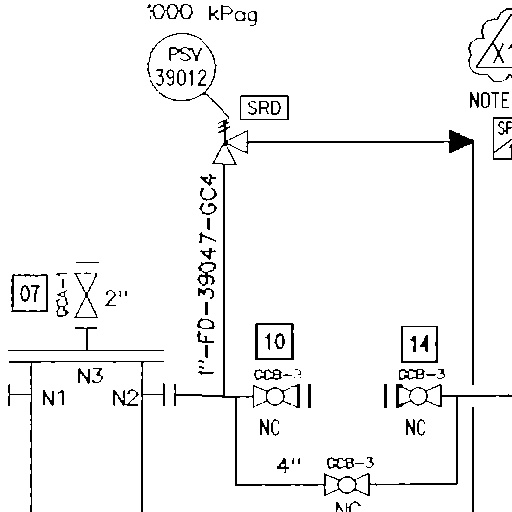 1000 kPag
PSV
39012
SRD
X1
NOTE
SP
1"-FD-39047-GC4
07
GCA-1
2"
10
14
N3
GCB-3
GCB-3
N1
N2
NC
NC
4"
GCB-3
NC